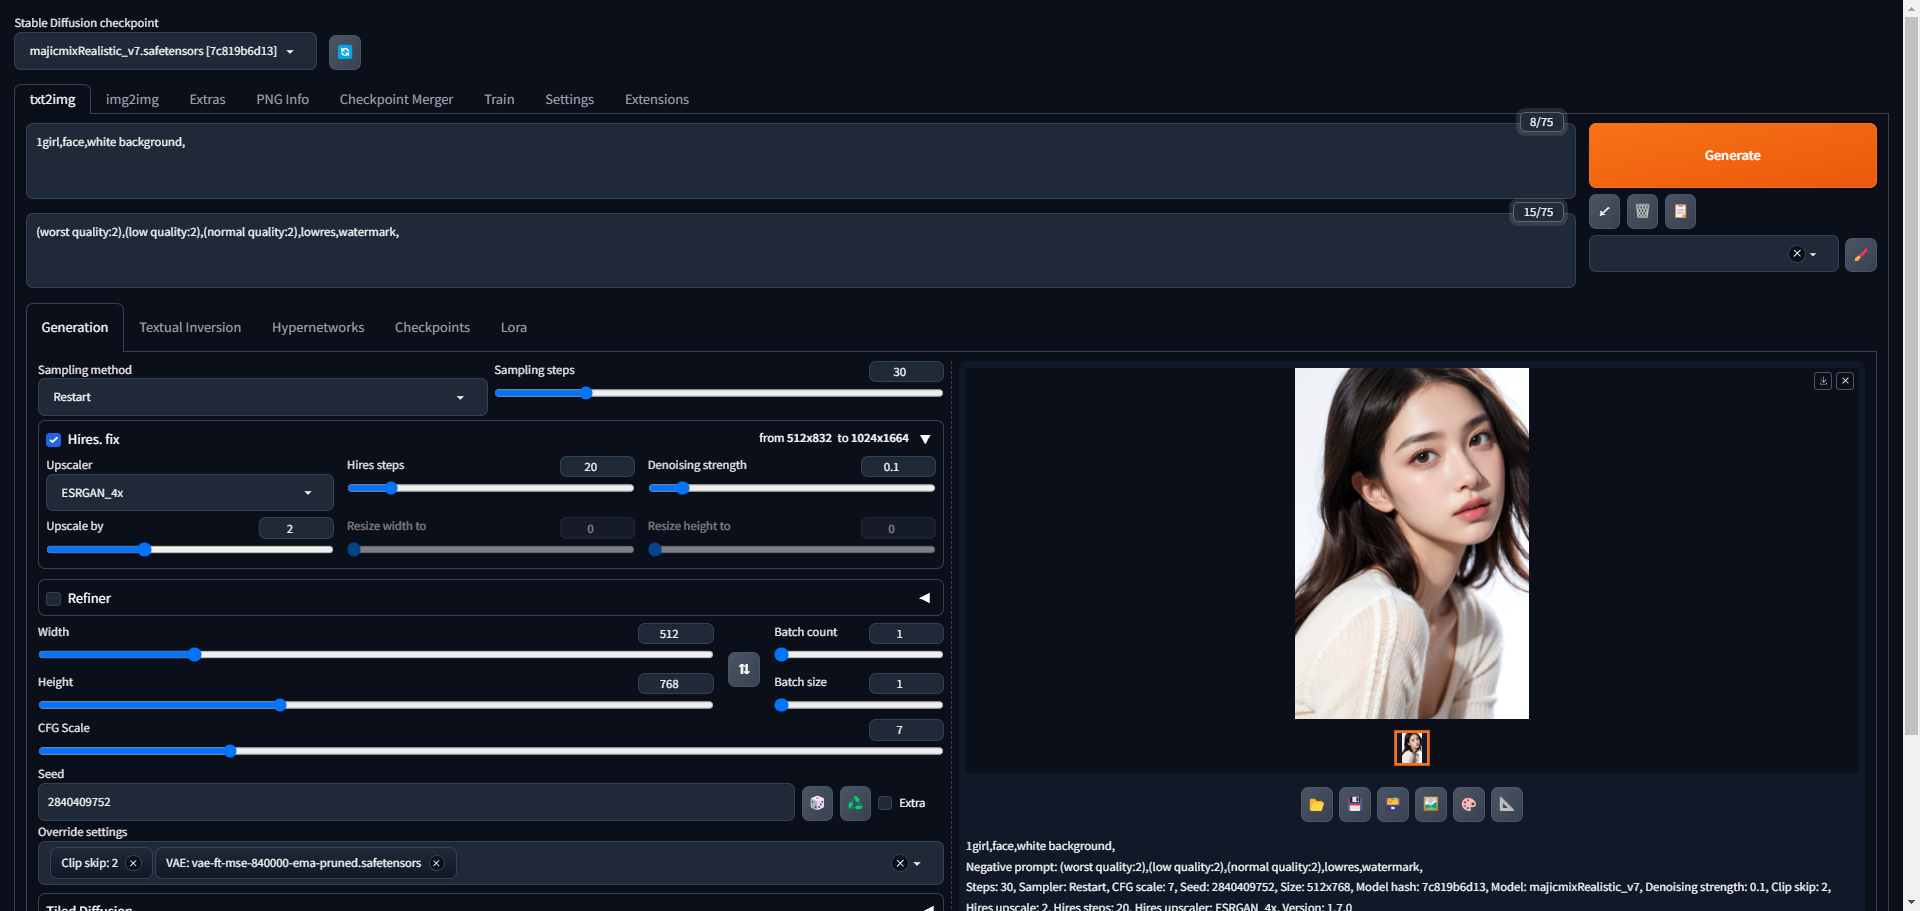 Stable Diffusion checkpoint
majicmixRealistic_v7.safetensors [7c819b6d13]
txt2img img2img Extras PNG Info Checkpoint Merger Train Settings Extensions
8/75
1girl,face,white background,
Generate
15/75
(worst quality:2),(low quality:2),(normal quality:2),lowres,watermark,
Generation Textual Inversion Hypernetworks Checkpoints Lora
Sampling method
Restart
Sampling steps
30
Hires. fix
from 512x832 to 1024x1664
Upscaler
ESRGAN_4x
Hires steps
20
Denoising strength
0.1
Upscale by
2
Resize width to
0
Resize height to
0
Refiner
Width
512
Batch count
1
Height
768
Batch size
1
CFG Scale
7
Seed
2840409752
Extra
Override settings
Clip skip: 2
VAE: vae-ft-mse-840000-ema-pruned.safetensors
Tiled Diffusion
1girl,face,white background,
Negative prompt: (worst quality:2),(low quality:2),(normal quality:2),lowres,watermark,
Steps: 30, Sampler: Restart, CFG scale: 7, Seed: 2840409752, Size: 512x768, Model hash: 7c819b6d13, Model: majicmixRealistic_v7, Denoising strength: 0.1, Clip skip: 2,
Hires upscale: 2, Hires steps: 20, Hires upscaler: ESRGAN_4x, Version: 1.7.0